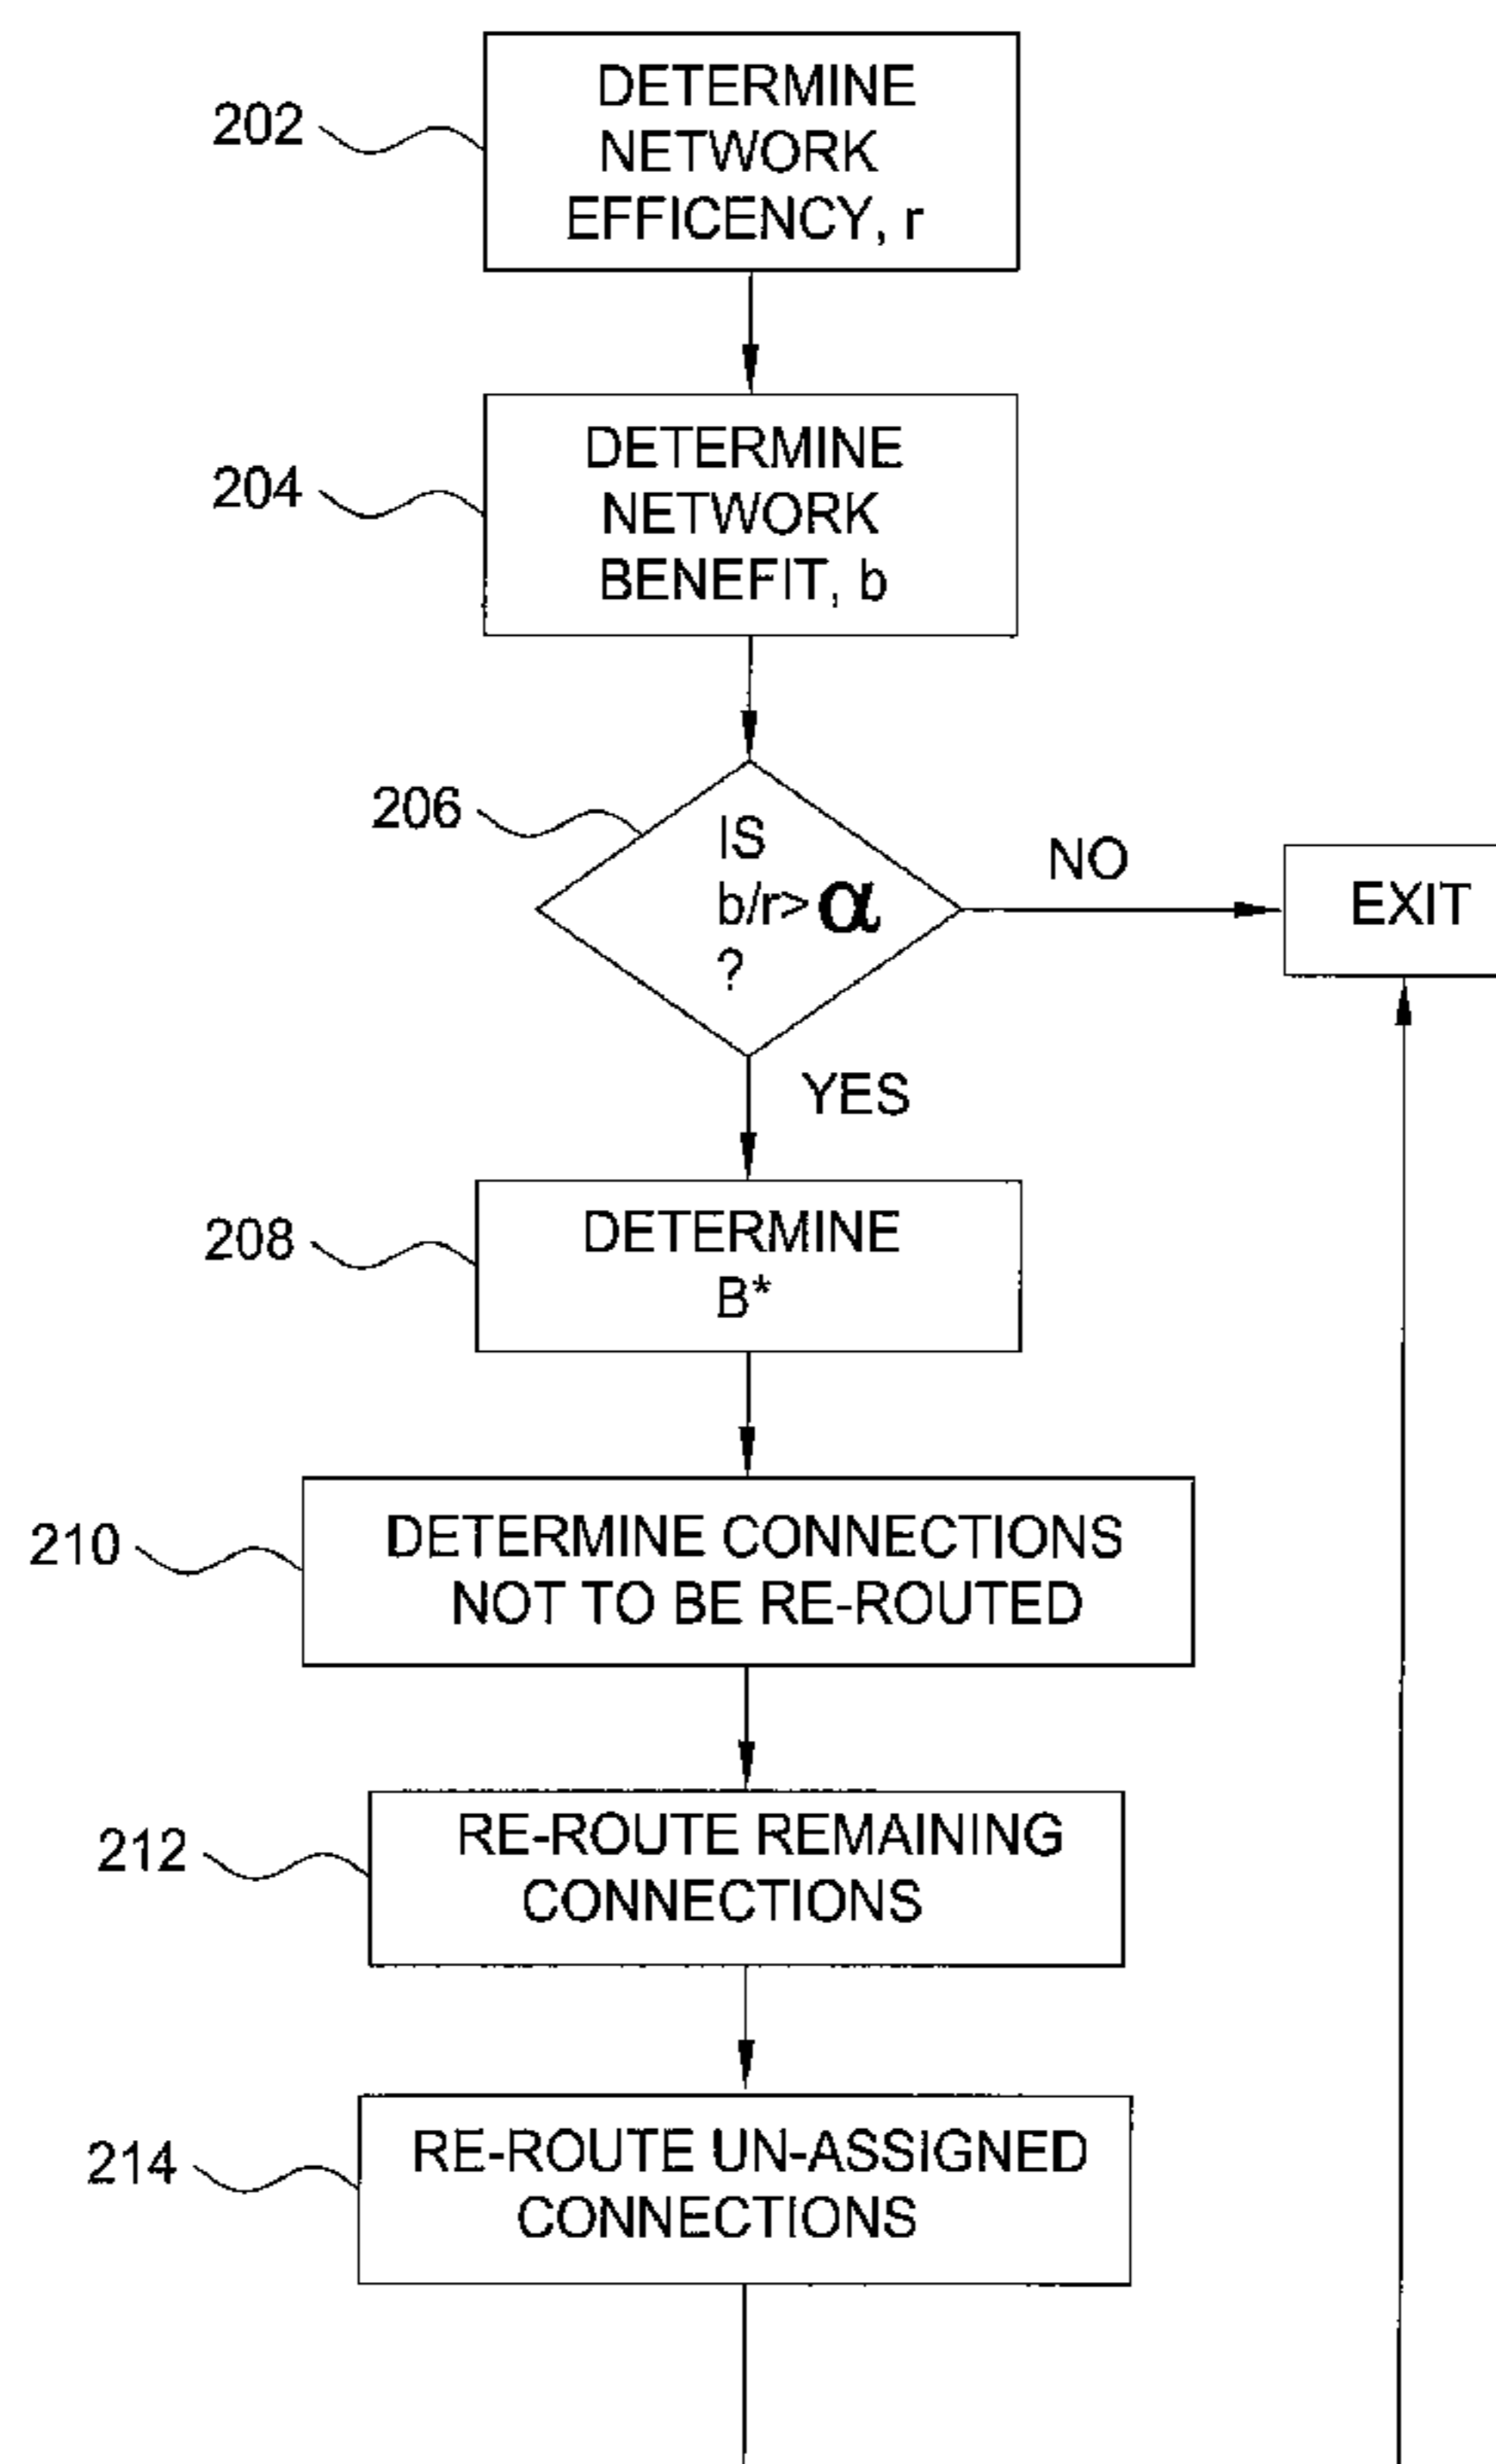 202
DETERMINE
NETWORK
EFFICENCY, r
204
DETERMINE
NETWORK
BENEFIT, b
206
IS
b/r>α
?
NO
EXIT
YES
208
DETERMINE
B*
210
DETERMINE CONNECTIONS
NOT TO BE RE-ROUTED
212
RE-ROUTE REMAINING
CONNECTIONS
214
RE-ROUTE UN-ASSIGNED
CONNECTIONS